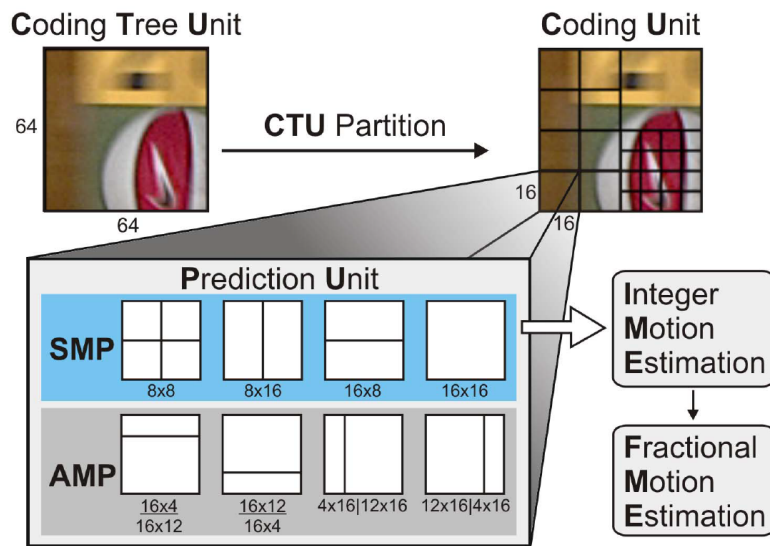 Coding Tree Unit
64
64
CTU Partition
Coding Unit
16
16
Prediction Unit
SMP
8x8
8x16
16x8
16x16
AMP
16x4
16x12
16x12
16x4
4x16|12x16
12x16|4x16
Integer
Motion
Estimation
Fractional
Motion
Estimation